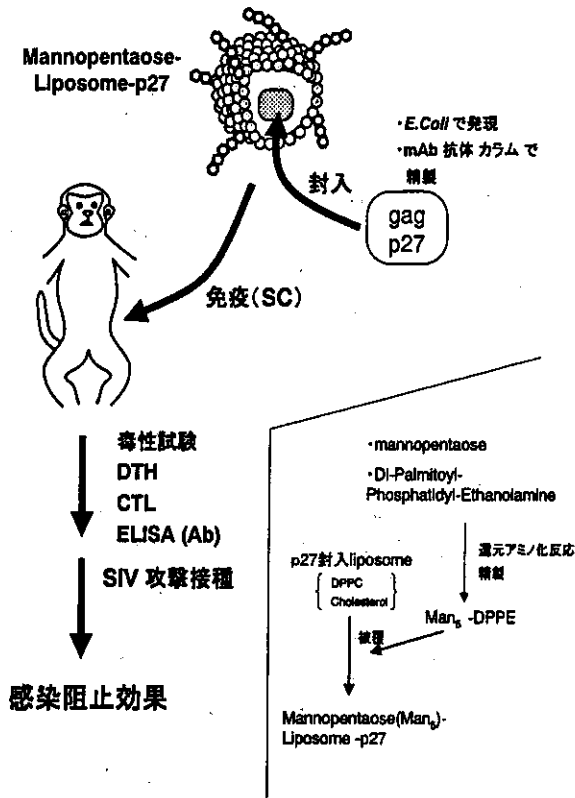 Mannopentaose-
Liposome-p27
・E.Coli で発現
・mAb 抗体 カラム で
精製
封入
gag
p27
免疫(SC)
毒性試験
DTH
CTL
ELISA (Ab)
SIV 攻撃接種
感染阻止効果
・mannopentaose
・Di-Palmitoyl-
Phosphatidyl-Ethanolamine
還元アミノ化反応
精製
p27封入liposome
DPPC
Cholesterol
Man5 -DPPE
被覆
Mannopentaose(Man5)-
Liposome -p27